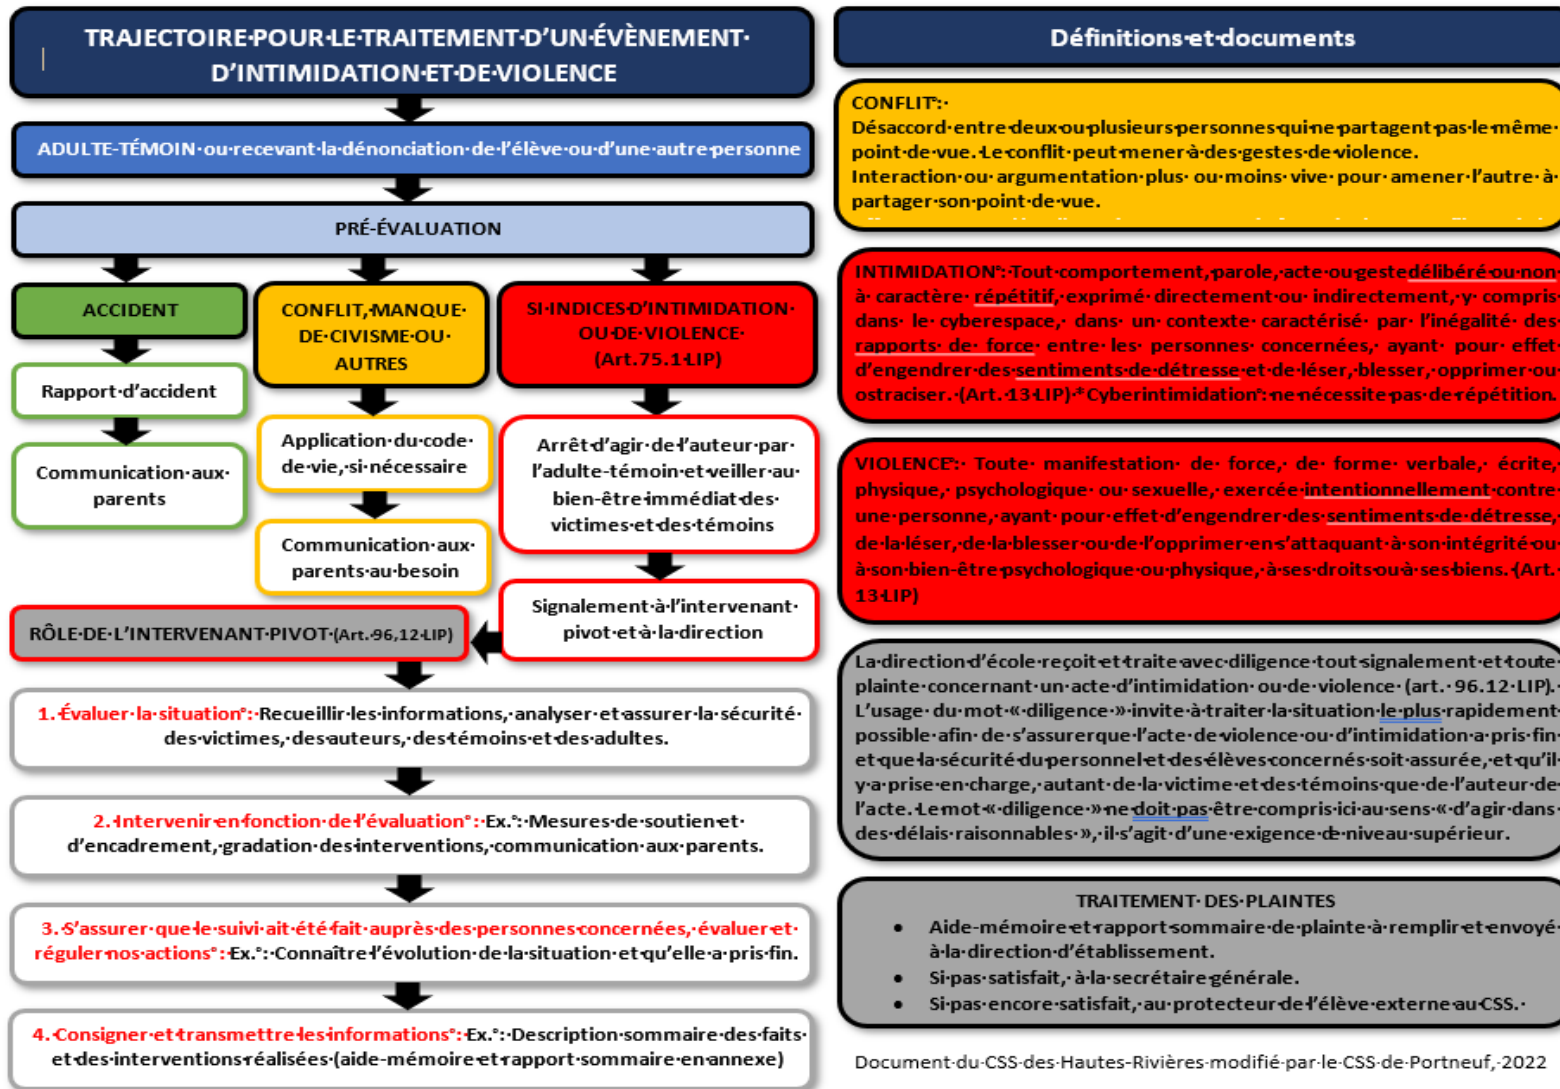 TRAJECTOIRE·POUR·LE·TRAITEMENT·D'UN·ÉVÈNEMENT·
D'INTIMIDATION·ET·DE·VIOLENCE
ADULTE-TÉMOIN ou recevant la dénonciation de l'élève ou d'une autre personne
PRÉ-ÉVALUATION
ACCIDENT
Rapport·d'accident
Communication·aux·
parents
CONFLIT,·MANQUE·
DE·CIVISME·OU·
AUTRES
Application·du·code·
de·vie,·si·nécessaire
Communication·aux·
parents·au·besoin
SI·INDICES·D'INTIMIDATION·
OU·DE·VIOLENCE·
(Art.·75.1·LIP)
Arrêt·d'agir·de·l'auteur·par·
l'adulte-témoin·et·veiller·au·
bien-être·immédiat·des·
victimes·et·des·témoins
Signalement·à·l'intervenant·
pivot·et·à·la·direction
RÔLE·DE·L'INTERVENANT·PIVOT·(Art.·96,12·LIP)
1.·Évaluer·la·situation°:·Recueillir·les·informations,·analyser·et·assurer·la·sécurité·
des·victimes,·des·auteurs,·des·témoins·et·des·adultes.
2.·Intervenir·en·fonction·de·l'évaluation°:·Ex.°:·Mesures·de·soutien·et·
d'encadrement,·gradation·des·interventions,·communication·aux·parents.
3.·S'assurer·que·le·suivi·ait·été·fait·auprès·des·personnes·concernées,·évaluer·et·
réguler·nos·actions°:·Ex.°:·Connaître·l'évolution·de·la·situation·et·qu'elle·a·pris·fin.
4.·Consigner·et·transmettre·les·informations°:·Ex.°:·Description·sommaire·des·faits·
et·des·interventions·réalisées·(aide-mémoire·et·rapport·sommaire·en·annexe)
Définitions·et·documents
CONFLIT°:·
Désaccord·entre·deux·ou·plusieurs·personnes·qui·ne·partagent·pas·le·même·
point·de·vue.·Le·conflit·peut·mener·à·des·gestes·de·violence.
Interaction·ou·argumentation·plus·ou·moins·vive·pour·amener·l'autre·à·
partager·son·point·de·vue.
INTIMIDATION°:·Tout·comportement,·parole,·acte·ou·geste·délibéré·ou·non·
à·caractère·répétitif,·exprimé·directement·ou·indirectement,·y·compris·
dans·le·cyberespace,·dans·un·contexte·caractérisé·par·l'inégalité·des·
rapports·de·force·entre·les·personnes·concernées,·ayant·pour·effet·
d'engendrer·des·sentiments·de·détresse·et·de·léser,·blesser,·opprimer·ou·
ostraciser.·(Art.·13·LIP)·*Cyberintimidation°:·ne·nécessite·pas·de·répétition.
VIOLENCE°:·Toute·manifestation·de·force,·de·forme·verbale,·écrite,·
physique,·psychologique·ou·sexuelle,·exercée·intentionnellement·contre·
une·personne,·ayant·pour·effet·d'engendrer·des·sentiments·de·détresse,·
de·la·léser,·de·la·blesser·ou·de·l'opprimer·en·s'attaquant·à·son·intégrité·ou·
à·son·bien-être·psychologique·ou·physique,·à·ses·droits·ou·à·ses·biens.·(Art.·
13·LIP)
La·direction·d'école·reçoit·et·traite·avec·diligence·tout·signalement·et·toute·
plainte·concernant·un·acte·d'intimidation·ou·de·violence·(art.·96.12·LIP).·
L'usage·du·mot·«·diligence·»·invite·à·traiter·la·situation·le·plus·rapidement·
possible·afin·de·s'assurer·que·l'acte·de·violence·ou·d'intimidation·a·pris·fin·
et·que·la·sécurité·du·personnel·et·des·élèves·concernés·soit·assurée,·et·qu'il·
y·a·prise·en·charge,·autant·de·la·victime·et·des·témoins·que·de·l'auteur·de·
l'acte.·Le·mot·«·diligence·»·ne·doit·pas·être·compris·ici·au·sens·«·d'agir·dans·
des·délais·raisonnables·»,·il·s'agit·d'une·exigence·de·niveau·supérieur.
TRAITEMENT·DES·PLAINTES
• Aide-mémoire·et·rapport·sommaire·de·plainte·à·remplir·et·envoyé·
à·la·direction·d'établissement.
• Si·pas·satisfait,·à·la·secrétaire·générale.
• Si·pas·encore·satisfait,·au·protecteur·de·l'élève·externe·au·CSS.·
Document·du·CSS·des·Hautes-Rivières·modifié·par·le·CSS·de·Portneuf,·2022